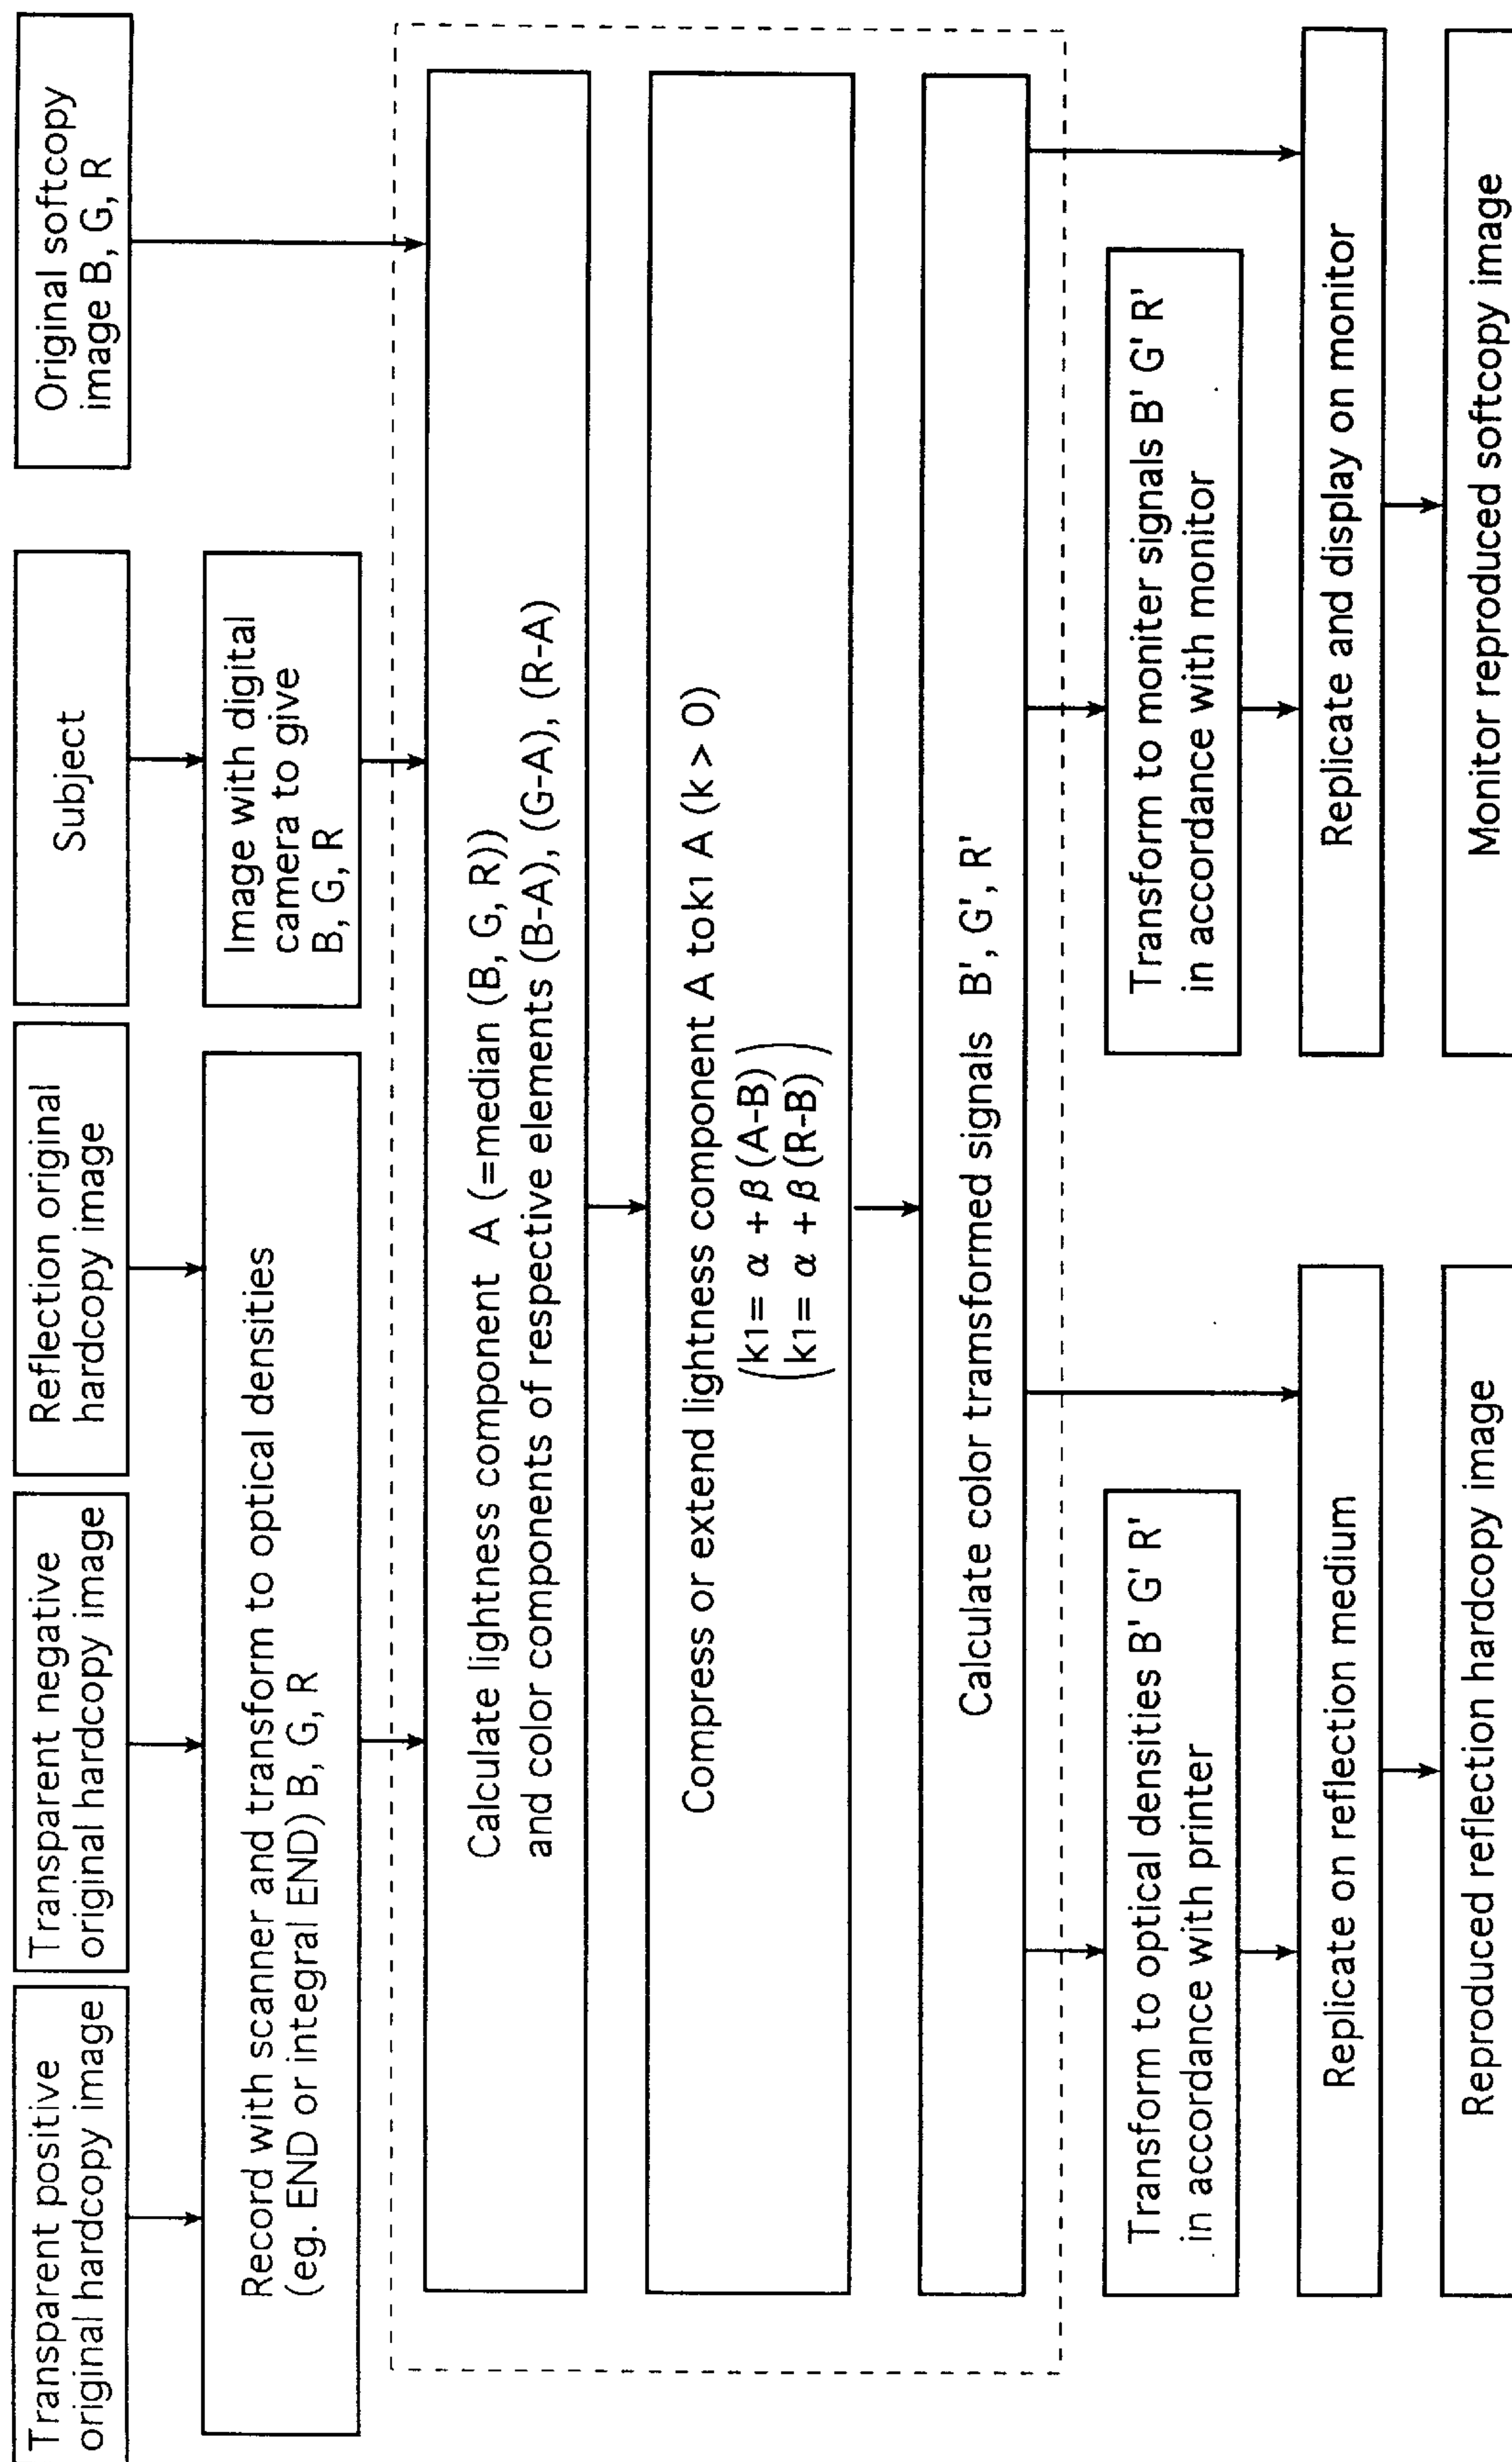 Transparent positive
original hardcopy image
Transparent negative
original hardcopy image
Reflection original
hardcopy image
Subject
Original softcopy
image B, G, R
Record with scanner and transform to optical densities
(eg. END or integral END) B, G, R
Image with digital
camera to give
B, G, R
Calculate lightness component A (=median (B, G, R))
and color components of respective elements (B-A), (G-A), (R-A)
Compress or extend lightness component A tok1 A (k > 0)
(k1= α + β (A-B))
(k1= α + β (R-B))
Calculate color tramsformed signals B', G', R'
Transform to optical densities B' G' R'
in accordance with printer
Transform to moniter signals B' G' R'
in accordance with monitor
Replicate on reflection medium
Replicate and display on monitor
Reproduced reflection hardcopy image
Monitor reproduced softcopy image